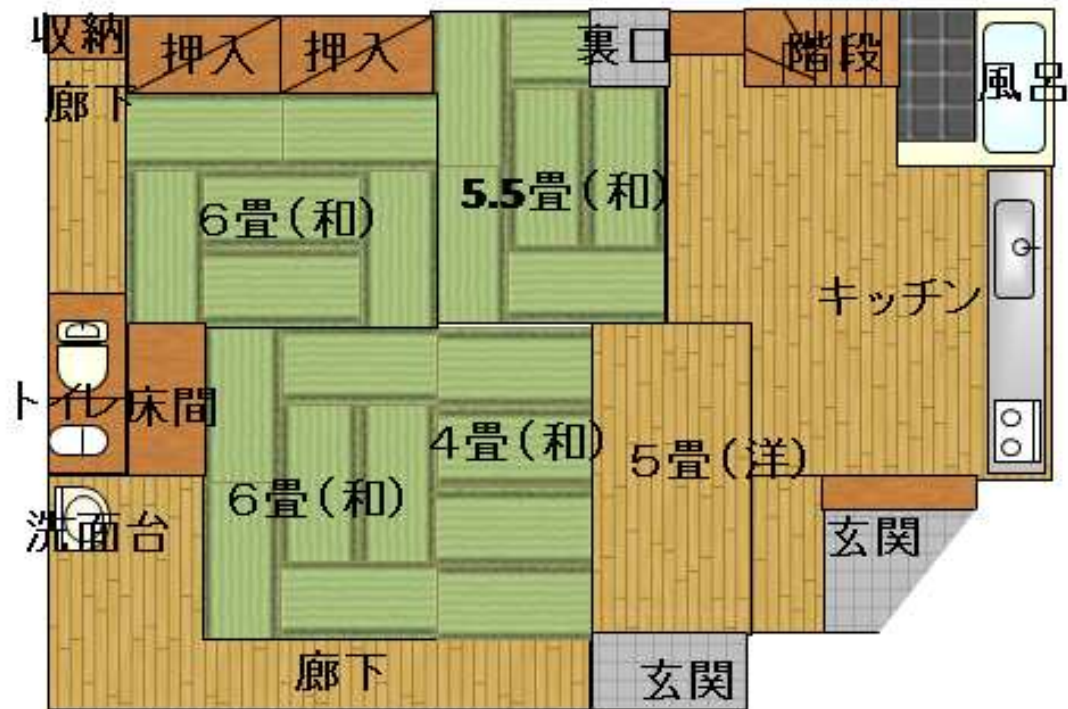 収納
押入
押入
裏口
階段
風呂
廊下
6畳(和)
5.5畳(和)
キッチン
トイレ
床間
4畳(和)
5畳(洋)
6畳(和)
洗面台
玄関
廊下
玄関